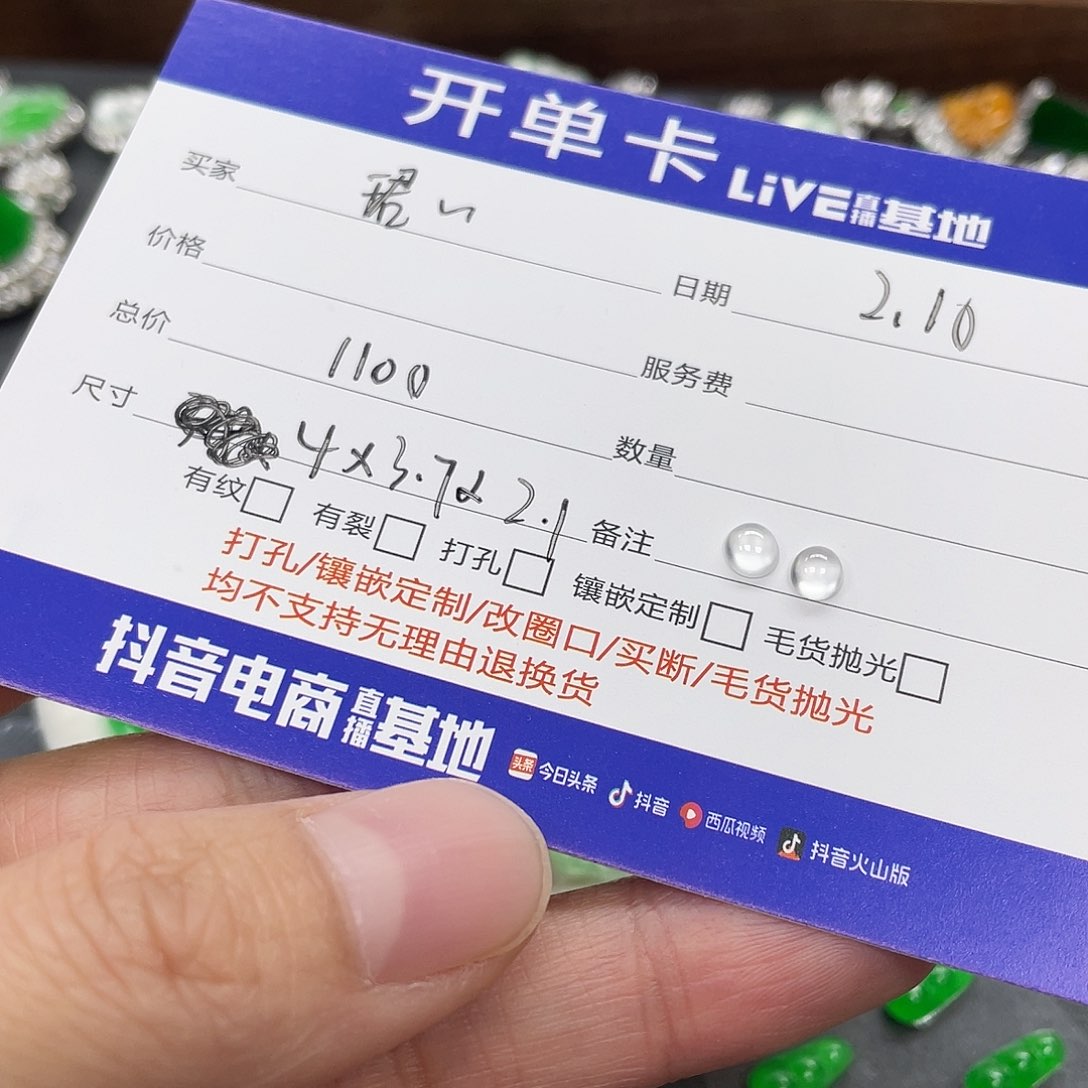 开单卡 LiVE直播基地
买家
日期 2.10
价格
服务费
总价 1100
数量
尺寸 4×3.7×2.1
备注
有纹□ 有裂□ 打孔□ 镶嵌定制□ 毛货抛光□
打孔/镶嵌定制/改圈口/买断/毛货抛光
均不支持无理由退换货
抖音电商直播基地 头条 今日头条 抖音 西瓜视频 抖音火山版